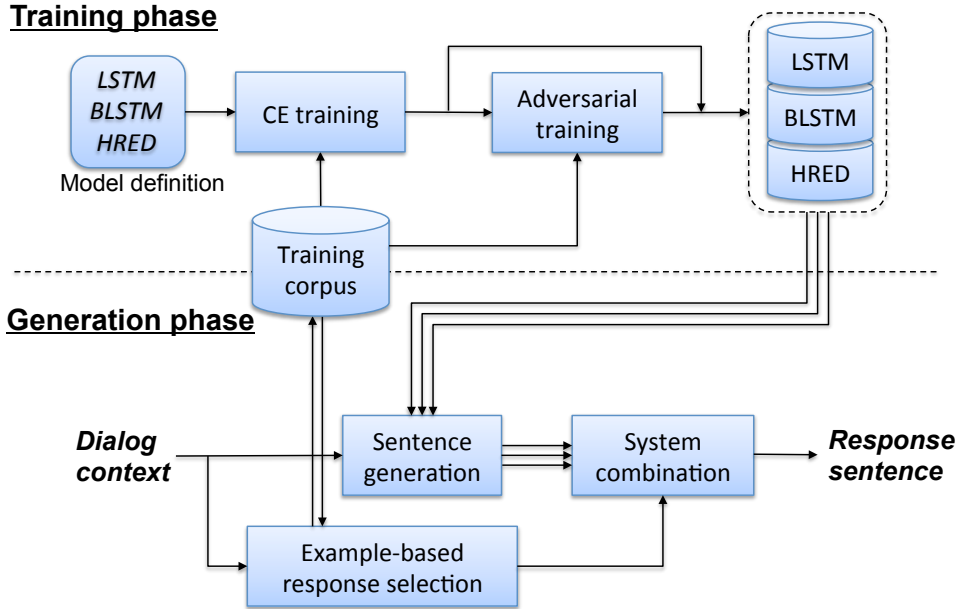 Training phase
LSTM
BLSTM
HRED
Model definition
CE training
Adversarial
training
LSTM
BLSTM
HRED
Training
corpus
Generation phase
Dialog
context
Sentence
generation
System
combination
Response
sentence
Example-based
response selection